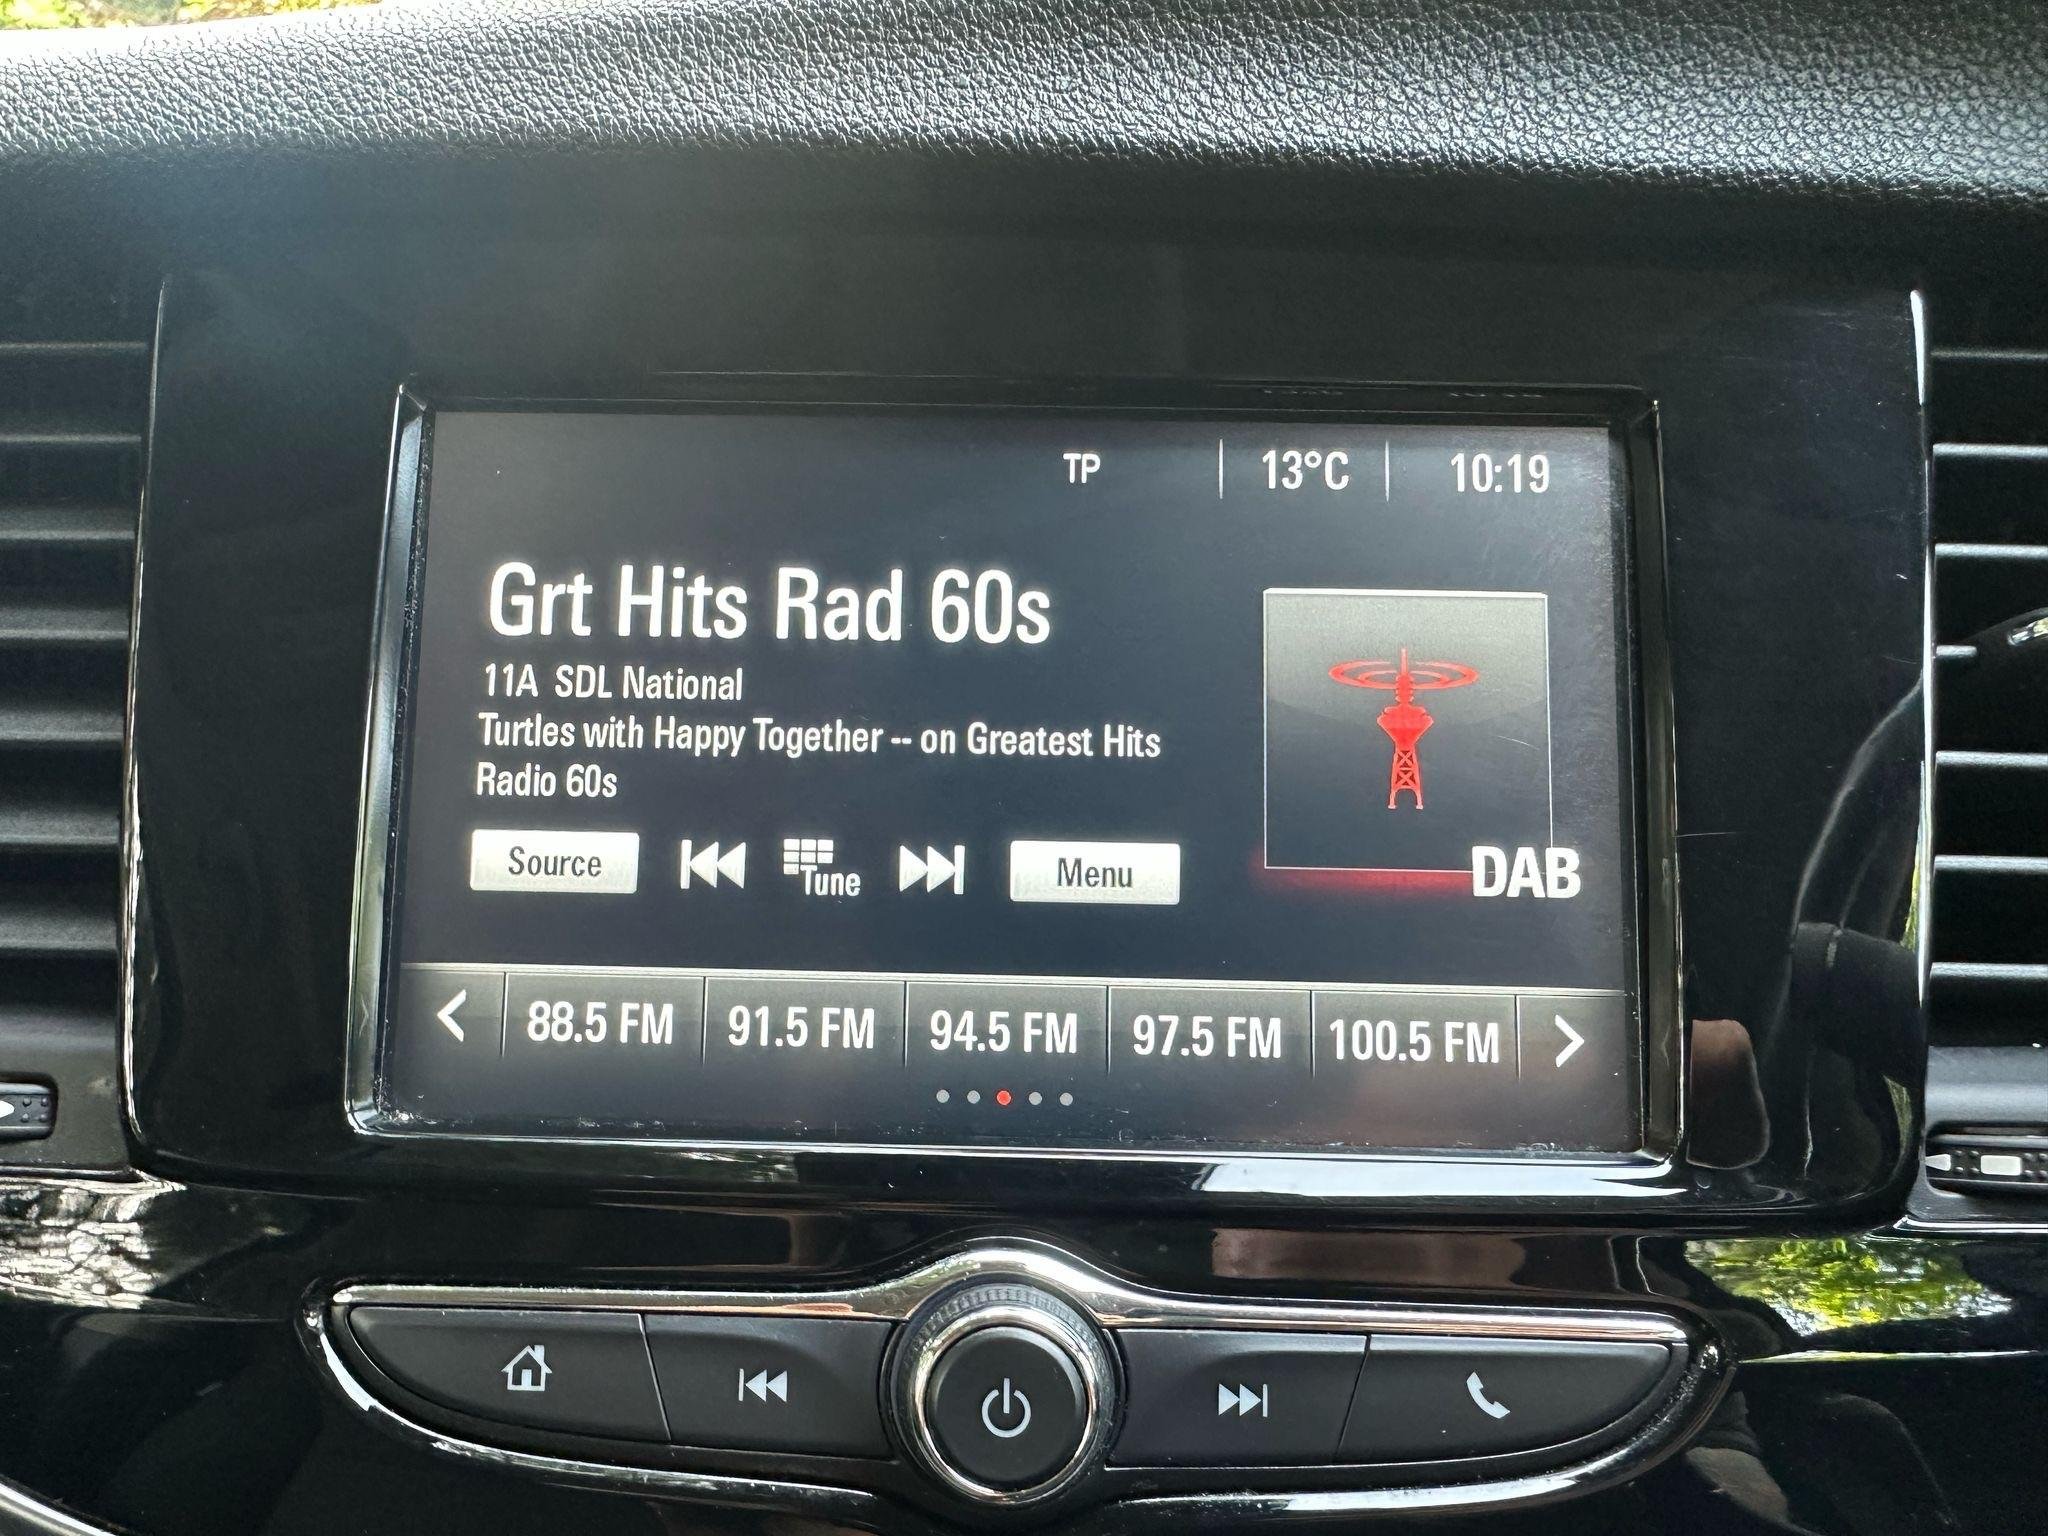 TP 13°C 10:19
Grt Hits Rad 60s
11A SDL National
Turtles with Happy Together -- on Greatest Hits
Radio 60s
Source Tune Menu
DAB
88.5 FM 91.5 FM 94.5 FM 97.5 FM 100.5 FM